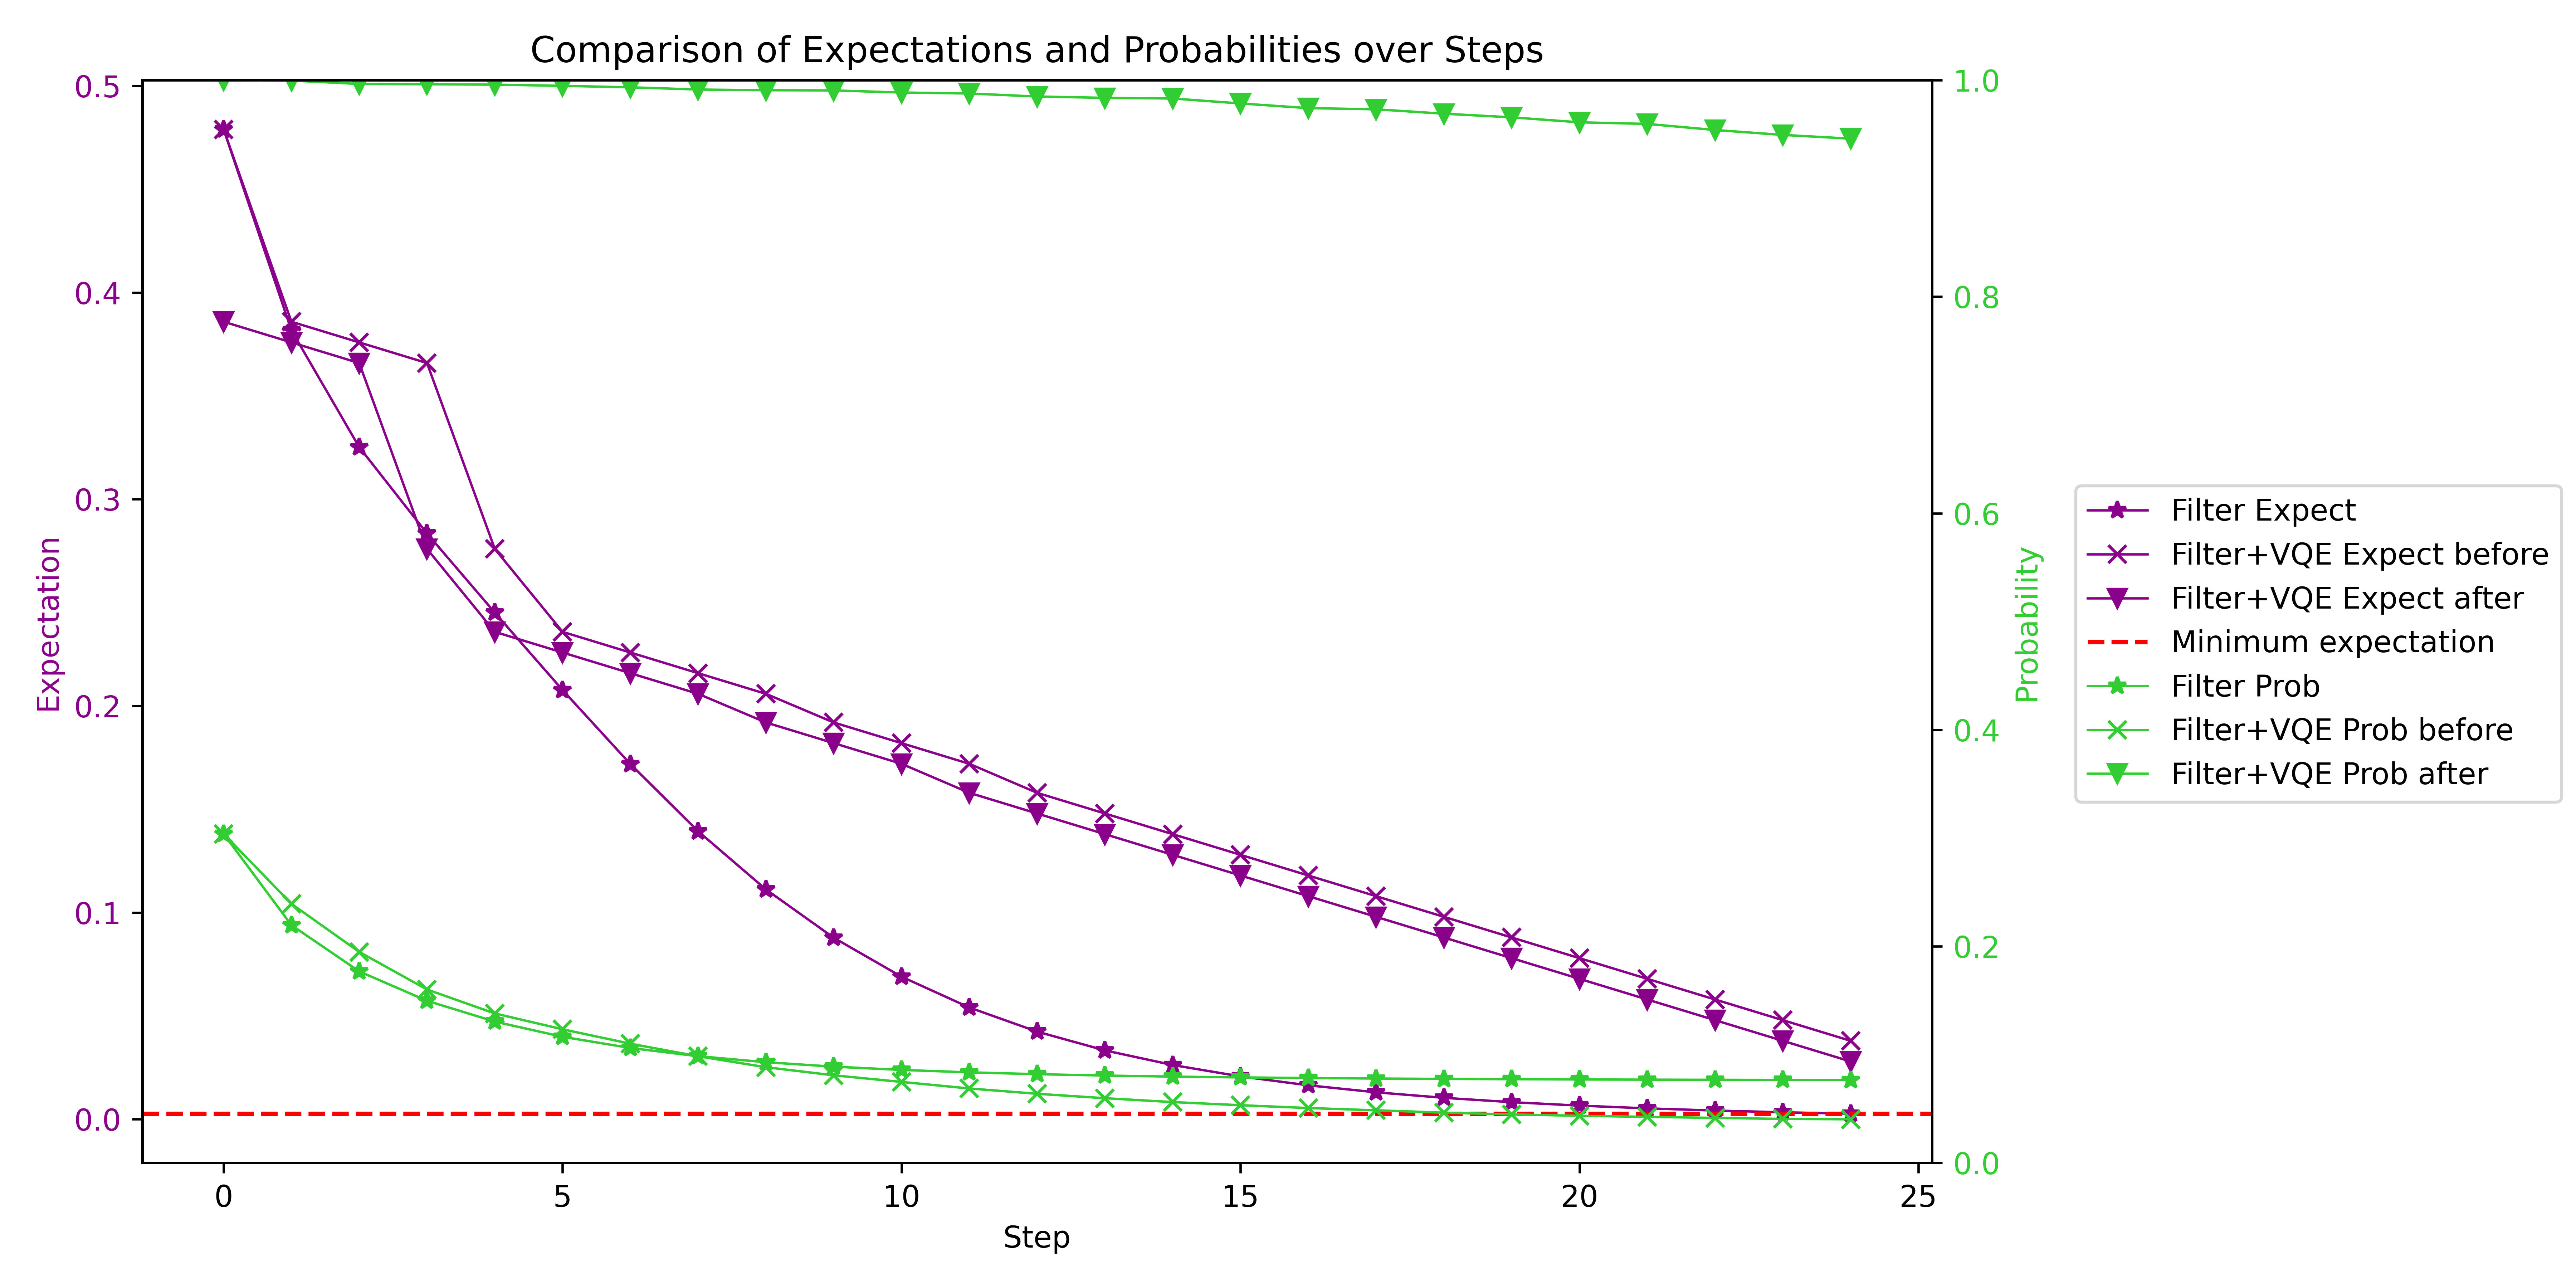 Comparison of Expectations and Probabilities over Steps
0.5
0.4
0.3
0.2
0.1
0.0
Expectation
0
5
10
15
20
25
Step
1.0
0.8
0.6
0.4
0.2
0.0
Probability
Filter Expect
Filter+VQE Expect before
Filter+VQE Expect after
Minimum expectation
Filter Prob
Filter+VQE Prob before
Filter+VQE Prob after